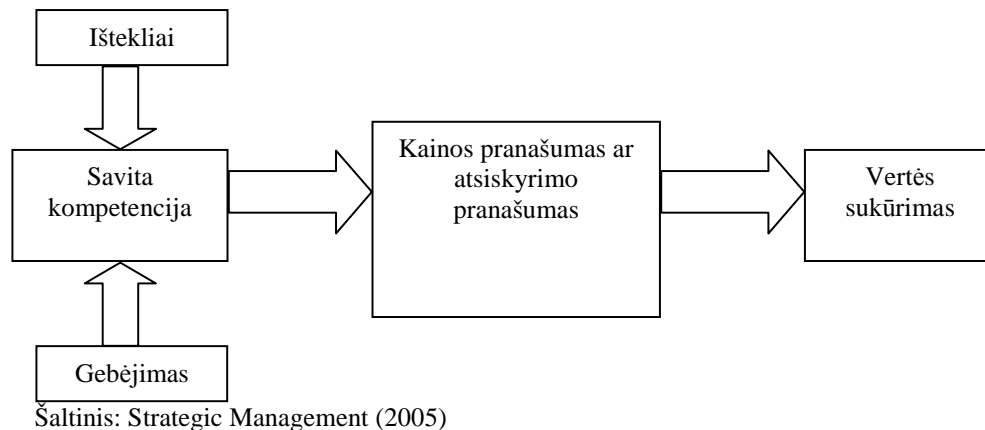 Ištekliai
Savita
kompetencija
Kainos pranašumas ar
atsiskyrimo
pranašumas
Vertės
sukūrimas
Gebėjimas
Šaltinis: Strategic Management (2005)